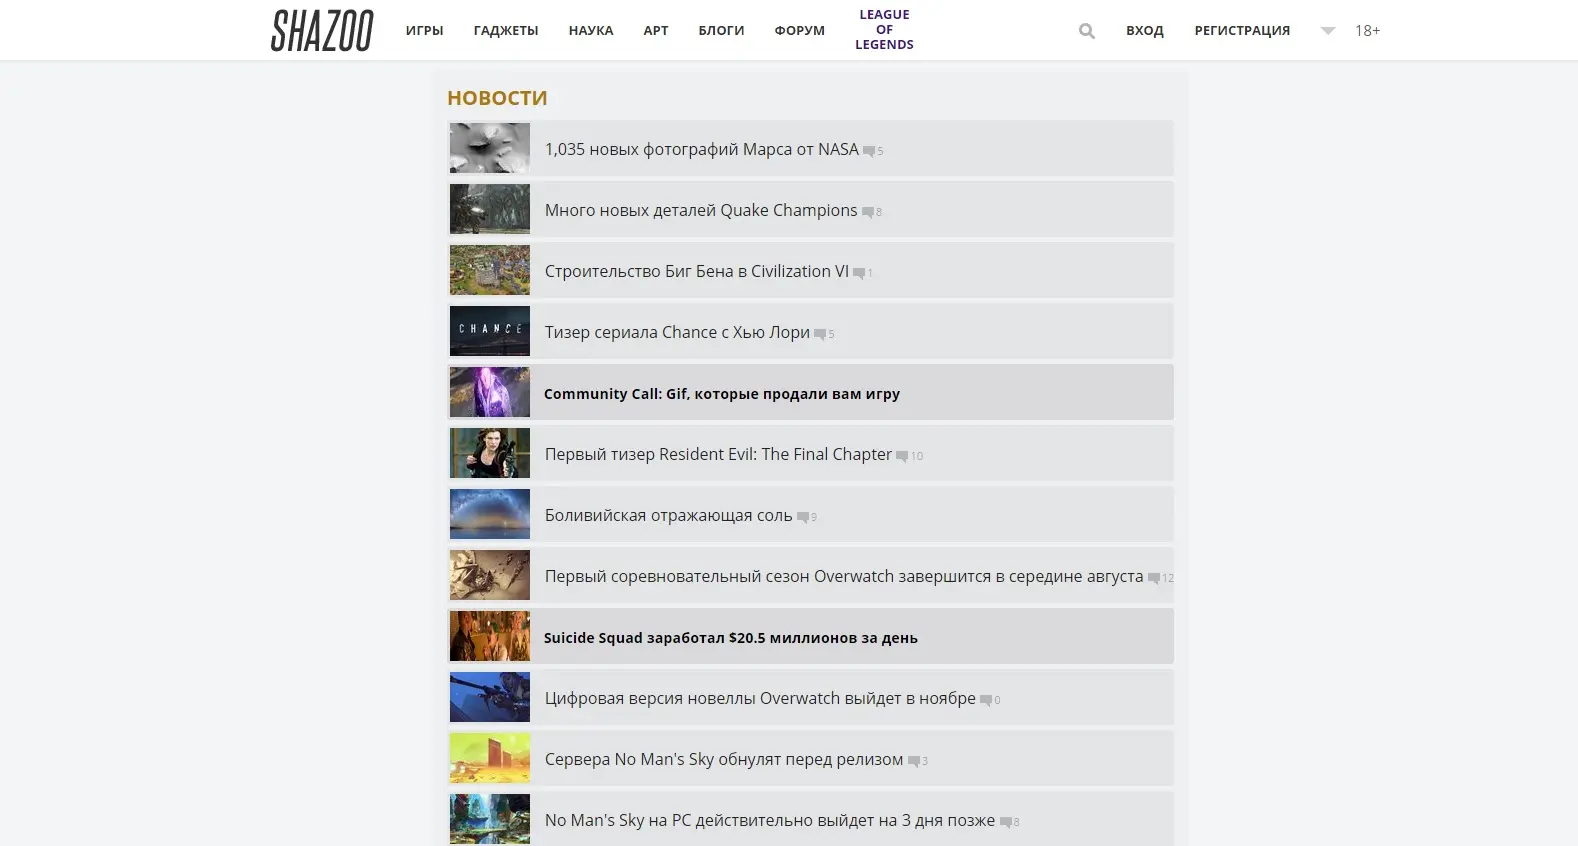 SHAZOO
ИГРЫ
ГАДЖЕТЫ
НАУКА
АРТ
БЛОГИ
ФОРУМ
LEAGUE
OF
LEGENDS
ВХОД
РЕГИСТРАЦИЯ
18+
НОВОСТИ
1,035 новых фотографий Марса от NASA 5
Много новых деталей Quake Champions 8
Строительство Биг Бена в Civilization VI 1
CHANCE
Тизер сериала Chance с Хью Лори 5
Community Call: Gif, которые продали вам игру
Первый тизер Resident Evil: The Final Chapter 10
Боливийская отражающая соль 9
Первый соревновательный сезон Overwatch завершится в середине августа 12
Suicide Squad заработал $20.5 миллионов за день
Цифровая версия новеллы Overwatch выйдет в ноябре 0
Сервера No Man's Sky обнулят перед релизом 3
No Man's Sky на PC действительно выйдет на 3 дня позже 8